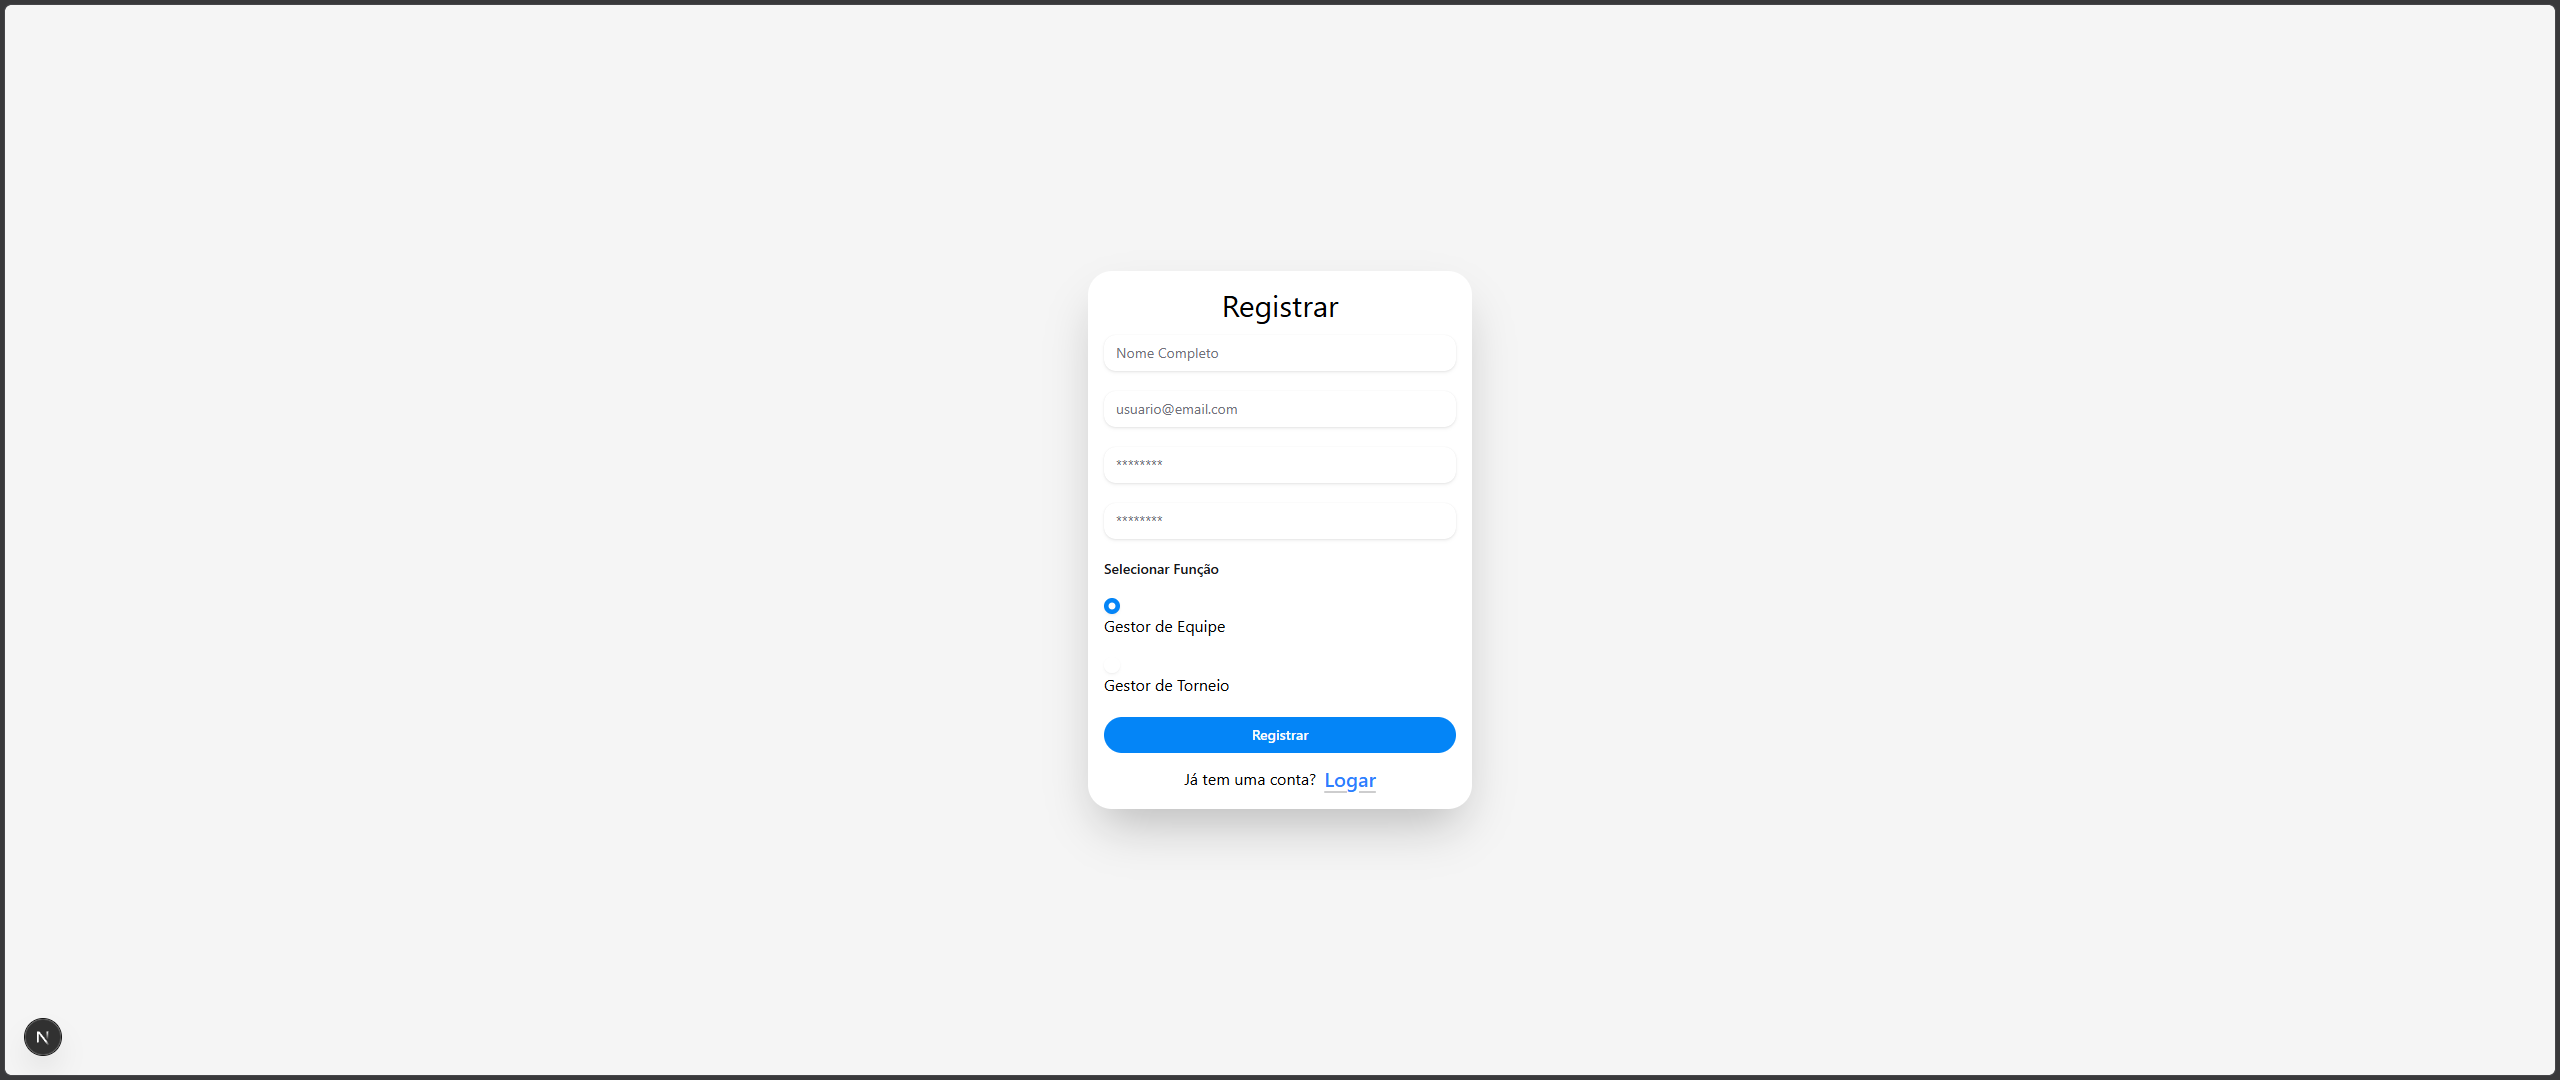 Registrar
Nome Completo
usuario@email.com
********
********
Selecionar Função
Gestor de Equipe
Gestor de Torneio
Registrar
Já tem uma conta? Logar
N